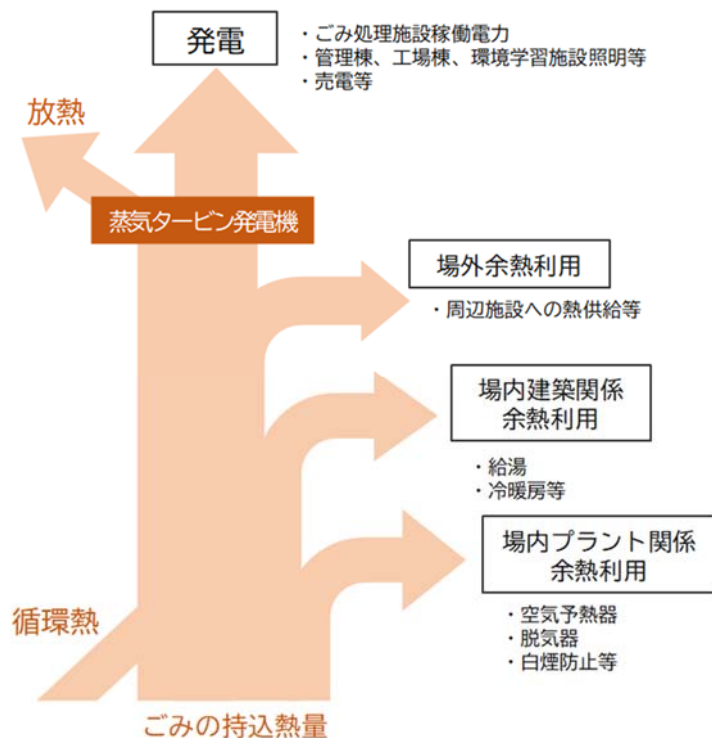 発電
・ごみ処理施設稼働電力
・管理棟、工場棟、環境学習施設照明等
・売電等
放熱
蒸気タービン発電機
場外余熱利用
・周辺施設への熱供給等
場内建築関係
余熱利用
・給湯
・冷暖房等
場内プラント関係
余熱利用
・空気予熱器
・脱気器
・白煙防止等
循環熱
ごみの持込熱量